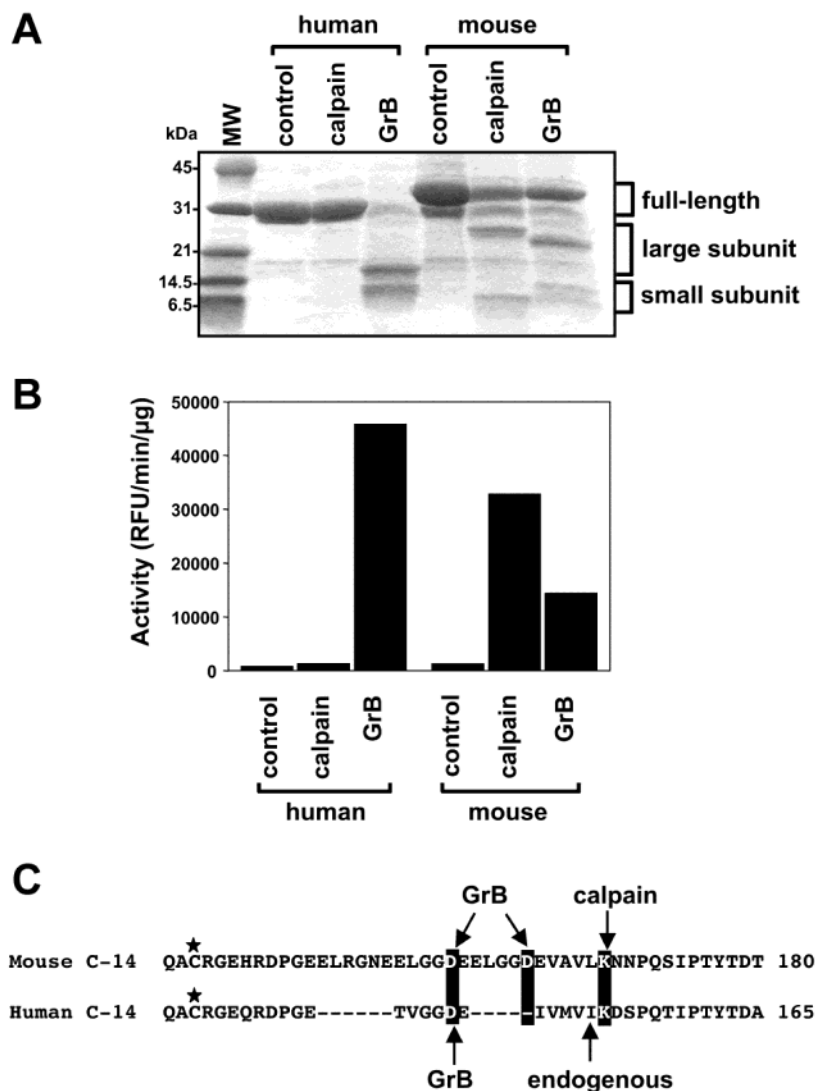 A
human mouse
kDa MW control calpain GrB control calpain GrB
45
31
21
14.5
6.5
full-length
large subunit
small subunit
B
Activity (RFU/min/µg)
50000
40000
30000
20000
10000
0
control calpain GrB control calpain GrB
human mouse
C
GrB calpain
Mouse C-14 QACRGEHRDPGEELRGNEELGGDEELGGDEVAVLKNNPQSIPTYTDT 180
Human C-14 QACRGEQRDPGE------TVGGDE-----IVMVIKDSPQTIPTYTDA 165
GrB endogenous